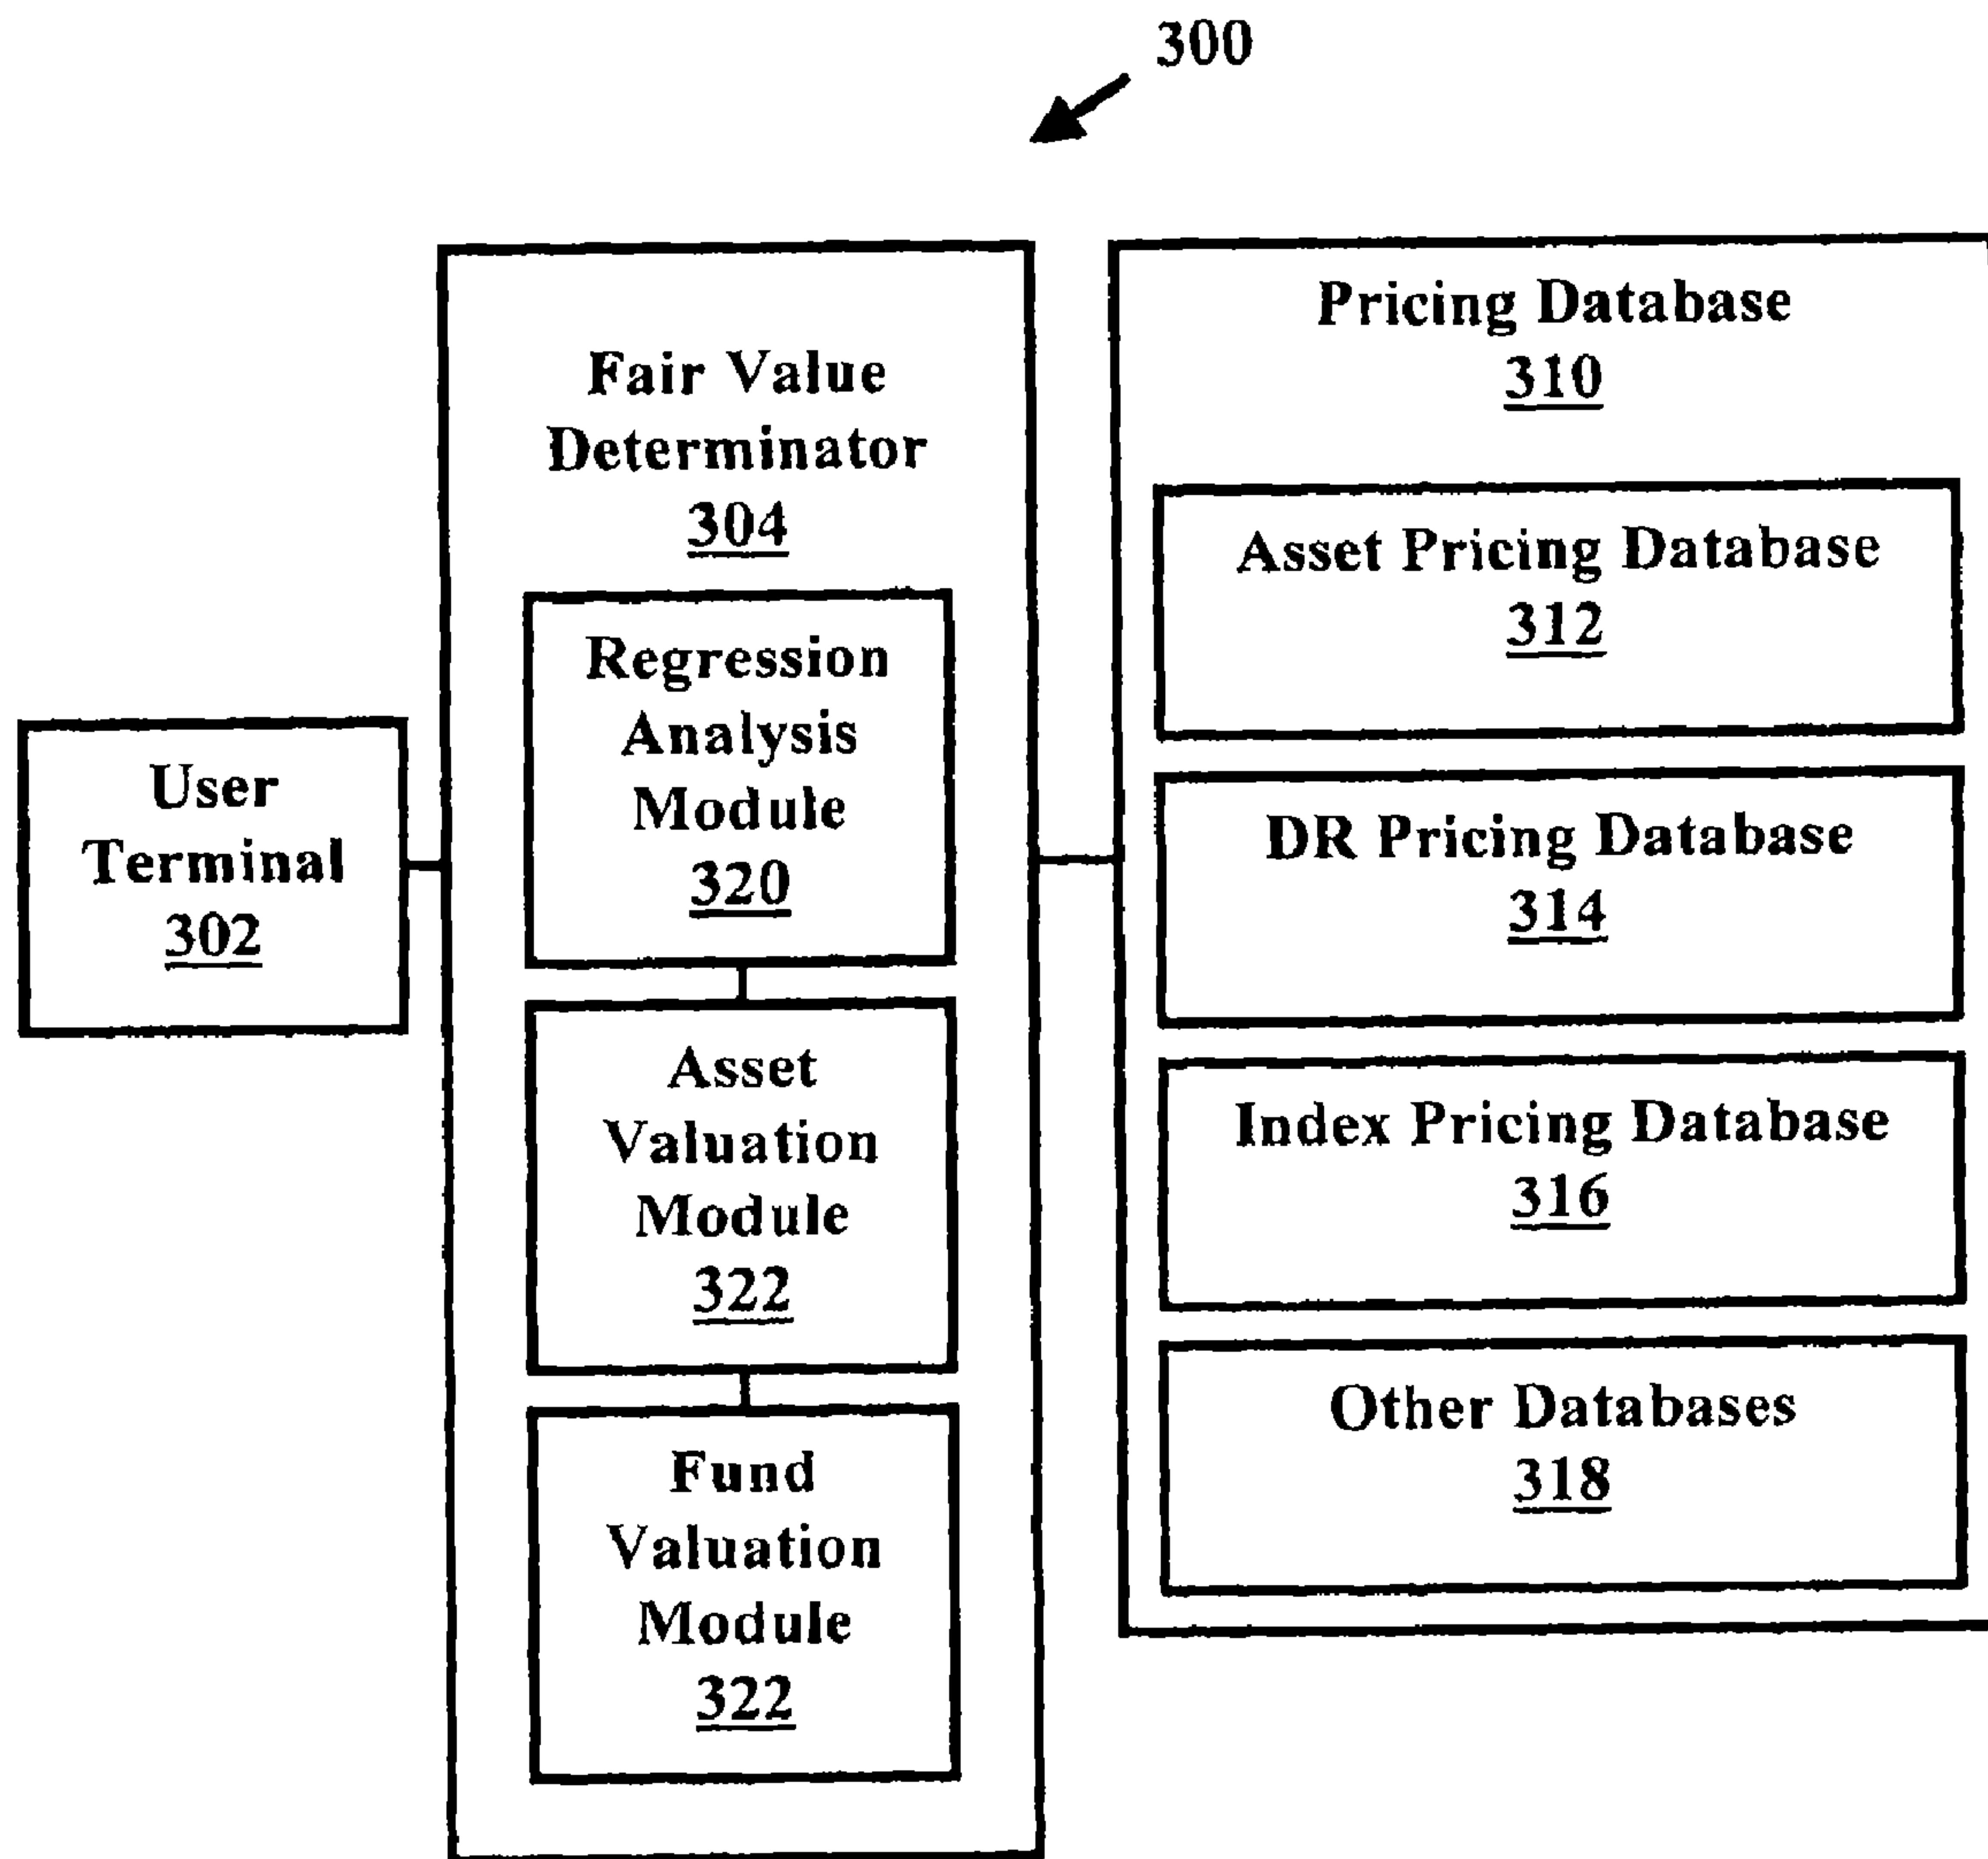 300
User
Terminal
302
Fair Value
Determinator
304
Regression
Analysis
Module
320
Asset
Valuation
Module
322
Fund
Valuation
Module
322
Pricing Database
310
Asset Pricing Database
312
DR Pricing Database
314
Index Pricing Database
316
Other Databases
318